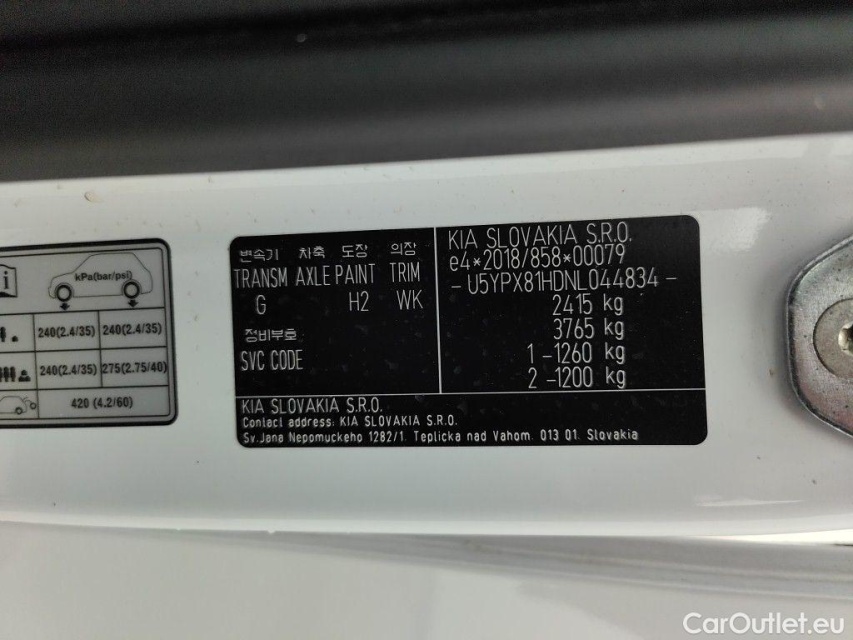 kPa(bar/psi)
240(2.4/35) 240(2.4/35)
240(2.4/35) 275(2.75/40)
420 (4.2/60)
변속기 차축 도장 의장
TRANSM AXLE PAINT TRIM
G H2 WK
정비부호
SVC CODE
KIA SLOVAKIA S.R.O.
e4*2018/858*00079
- U5YPX81HDNL044834 -
2415 kg
3765 kg
1 -1260 kg
2 -1200 kg
KIA SLOVAKIA S.R.O.
Contact address: KIA SLOVAKIA S.R.O.
Sv.Jana Nepomuckeho 1282/1. Teplicka nad Vahom. 013 01. Slovakia
CarOutlet.eu